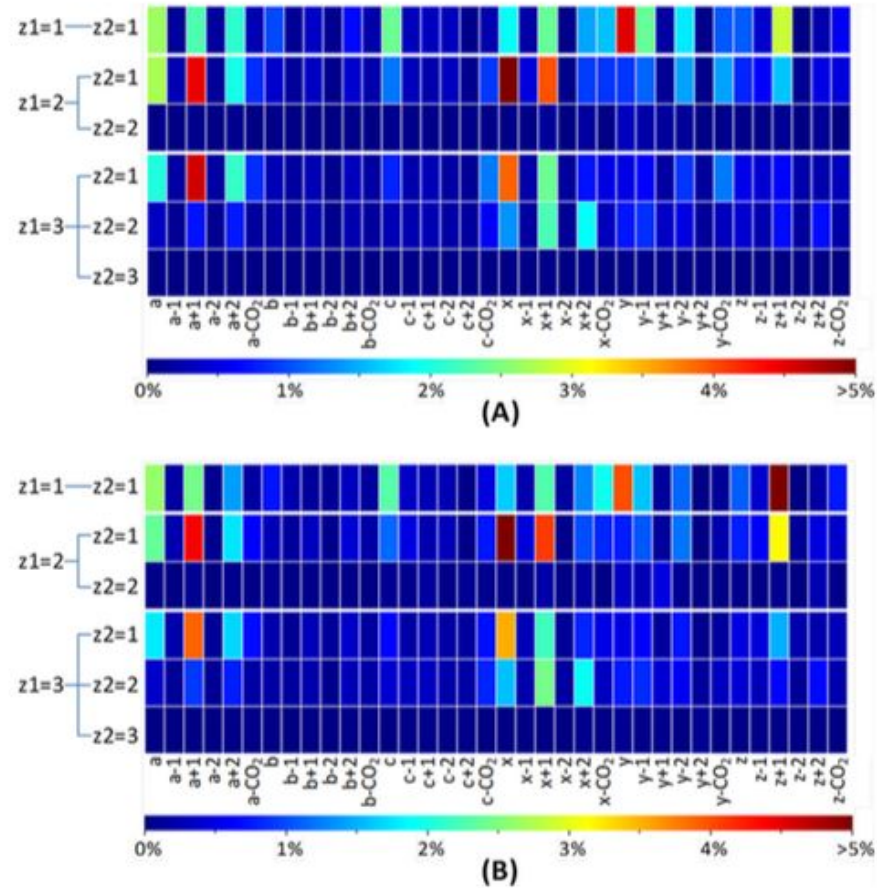 z1=1 z2=1
z2=1
z1=2
z2=2
z2=1
z1=3 z2=2
z2=3
a a-1 a+1 a-2 a+2 a-CO₂ b b-1 b+1 b-2 b+2 b-CO₂ c c-1 c+1 c-2 c+2 c-CO₂ x x-1 x+1 x-2 x+2 x-CO₂ y y-1 y+1 y-2 y+2 y-CO₂ z z-1 z+1 z-2 z+2 z-CO₂
0% 1% 2% 3% 4% >5%
(A)
z1=1 z2=1
z2=1
z1=2
z2=2
z2=1
z1=3 z2=2
z2=3
a a-1 a+1 a-2 a+2 a-CO₂ b b-1 b+1 b-2 b+2 b-CO₂ c c-1 c+1 c-2 c+2 c-CO₂ x x-1 x+1 x-2 x+2 x-CO₂ y y-1 y+1 y-2 y+2 y-CO₂ z z-1 z+1 z-2 z+2 z-CO₂
0% 1% 2% 3% 4% >5%
(B)